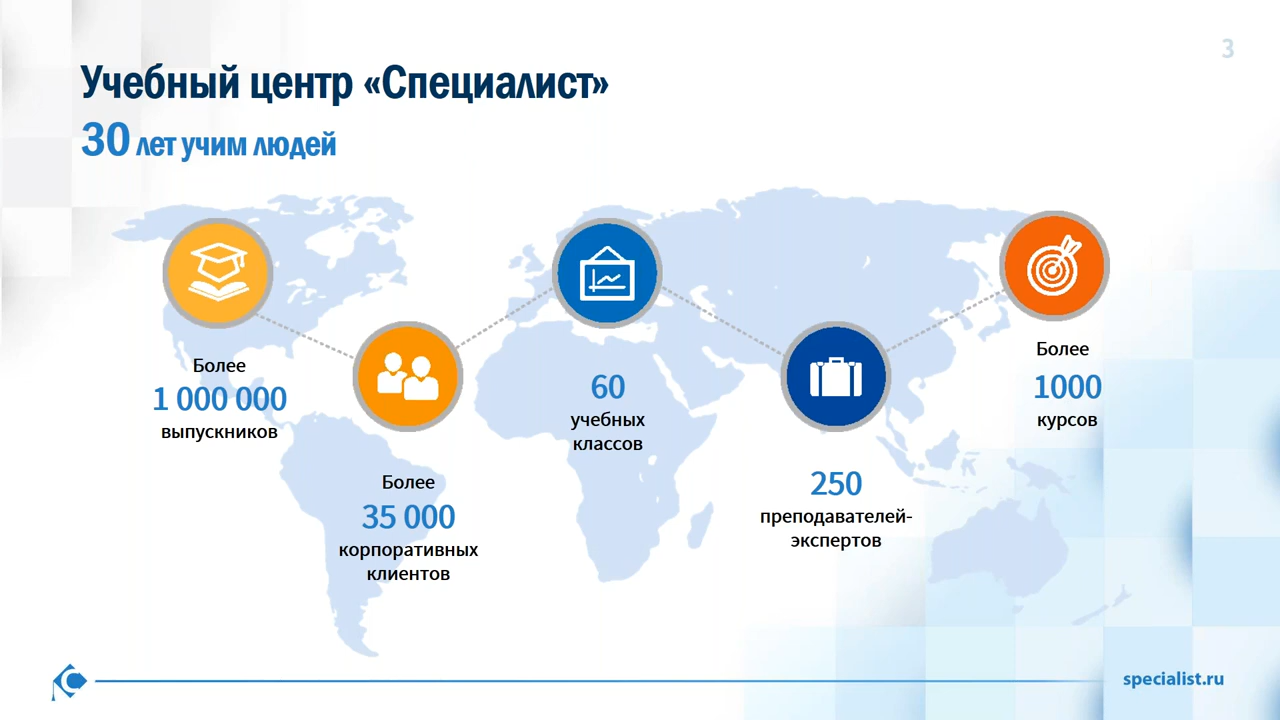 3
Учебный центр «Специалист»
30 лет учим людей
Более
1 000 000
выпускников
Более
35 000
корпоративных
клиентов
60
учебных
классов
250
преподавателей-
экспертов
Более
1000
курсов
specialist.ru